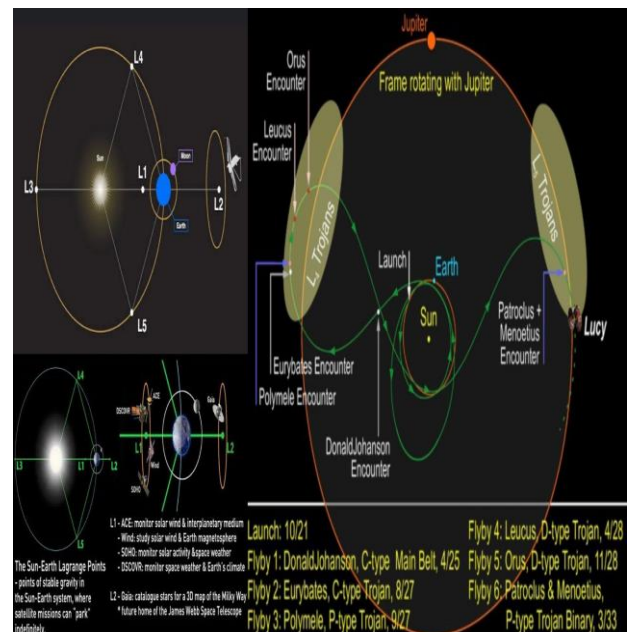 L4
Sun
Moon
L3
L1
L2
Earth
L5
Jupiter
Frame rotating with Jupiter
Orus
Encounter
Leucus
Encounter
L4 Trojans
L5 Trojans
Launch
Earth
Sun
Patroclus +
Menoetius
Encounter
Lucy
Eurybates Encounter
Polymele Encounter
DonaldJohanson
Encounter
L4
L3
L1
L2
L5
ACE
DSCOVR
Gaia
L1
L2
Wind
SOHO
The Sun-Earth Lagrange Points
- points of stable gravity in
the Sun-Earth system, where
satellite missions can "park"
indefinitely.
L1 - ACE: monitor solar wind & interplanetary medium
- Wind: study solar wind & Earth magnetosphere
- SOHO: monitor solar activity &space weather
- DSCOVR: monitor space weather & Earth's climate
L2 - Gaia: catalogue stars for a 3D map of the Milky Way
* future home of the James Webb Space Telescope
Launch: 10/21
Flyby 1: DonaldJohanson, C-type Main Belt, 4/25
Flyby 2: Eurybates, C-type Trojan, 8/27
Flyby 3: Polymele, P-type Trojan, 9/27
Flyby 4: Leucus, D-type Trojan, 4/28
Flyby 5: Orus, D-type Trojan, 11/28
Flyby 6: Patroclus & Menoetius,
P-type Trojan Binary, 3/33